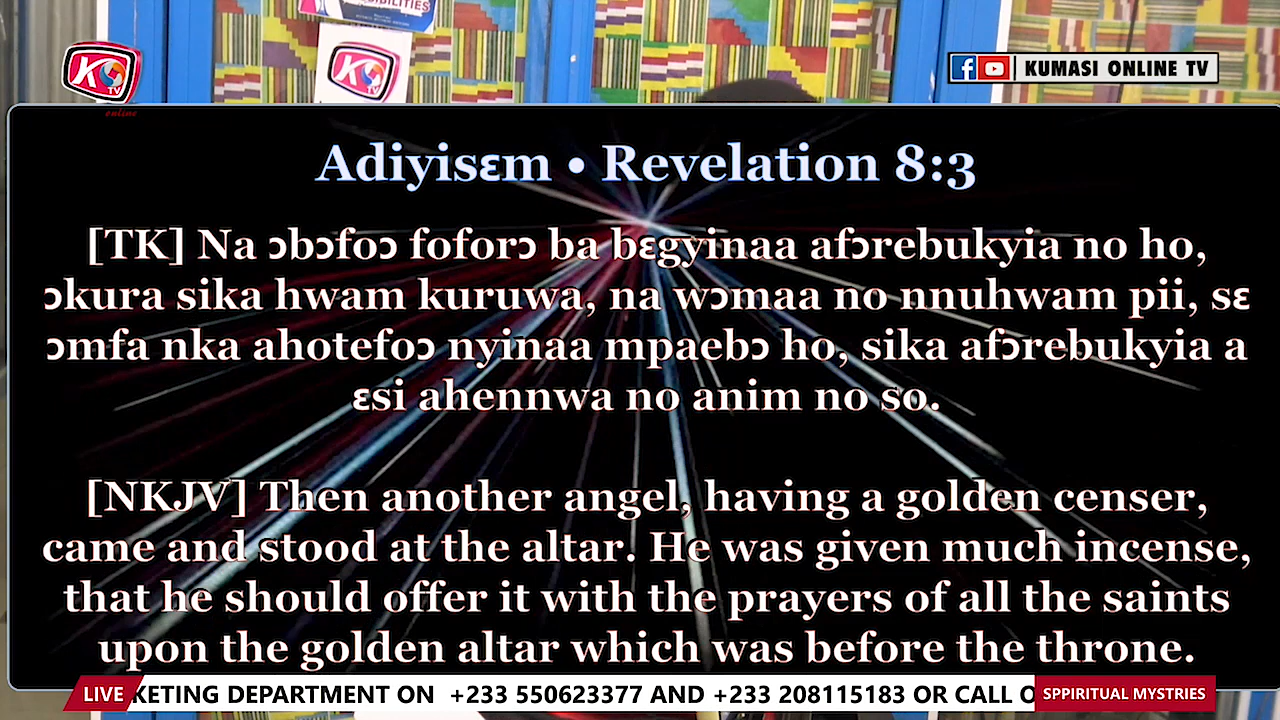 SIBILITIES
K
TV
online
K
TV
KUMASI ONLINE TV
Adiyisɛm • Revelation 8:3
[TK] Na ɔbɔfoɔ foforɔ ba bɛgyinaa afɔrebukyia no ho,
ɔkura sika hwam kuruwa, na wɔmaa no nnuhwam pii, sɛ
ɔmfa nka ahotefoɔ nyinaa mpaebɔ ho, sika afɔrebukyia a
ɛsi ahennwa no anim no so.
[NKJV] Then another angel, having a golden censer,
came and stood at the altar. He was given much incense,
that he should offer it with the prayers of all the saints
upon the golden altar which was before the throne.
LIVE KETING DEPARTMENT ON +233 550623377 AND +233 208115183 OR CALL O SPPIRITUAL MYSTRIES